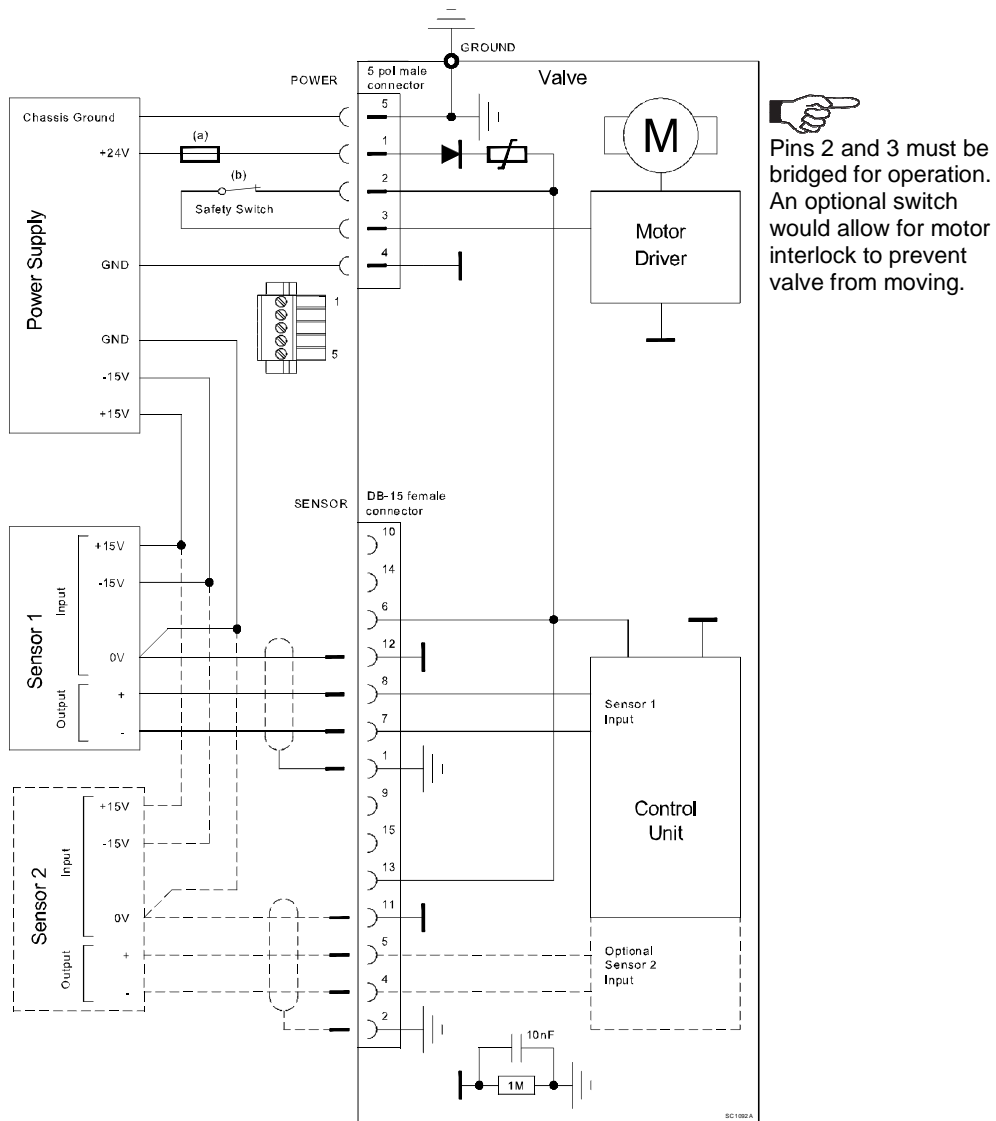 GROUND
POWER
5 pol male
connector
Valve
Chassis Ground
5
(a)
+24V
1
M
(b)
2
Safety Switch
3
Motor
Driver
GND
4
Power Supply
1
5
GND
-15V
+15V
Pins 2 and 3 must be
bridged for operation.
An optional switch
would allow for motor
interlock to prevent
valve from moving.
SENSOR
DB-15 female
connector
10
14
6
12
8
7
1
9
15
13
11
5
4
2
Sensor 1
Input
+15V
-15V
0V
Output
+
-
Sensor 1
Input
Control
Unit
Sensor 2
Input
+15V
-15V
0V
Output
+
-
Optional
Sensor 2
Input
10nF
1M
SC1092A